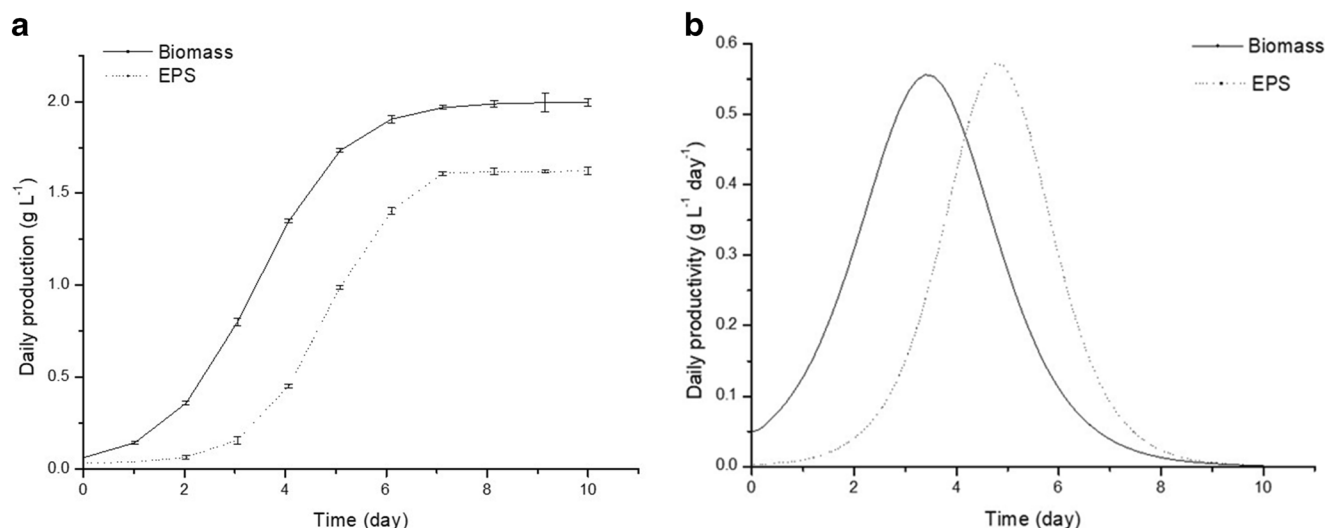 a
Biomass
EPS
Daily production (g L⁻¹)
2.0
1.5
1.0
0.5
0.0
0 2 4 6 8 10
Time (day)
b
Biomass
EPS
Daily productivity (g L⁻¹ day⁻¹)
0.6
0.5
0.4
0.3
0.2
0.1
0.0
0 2 4 6 8 10
Time (day)